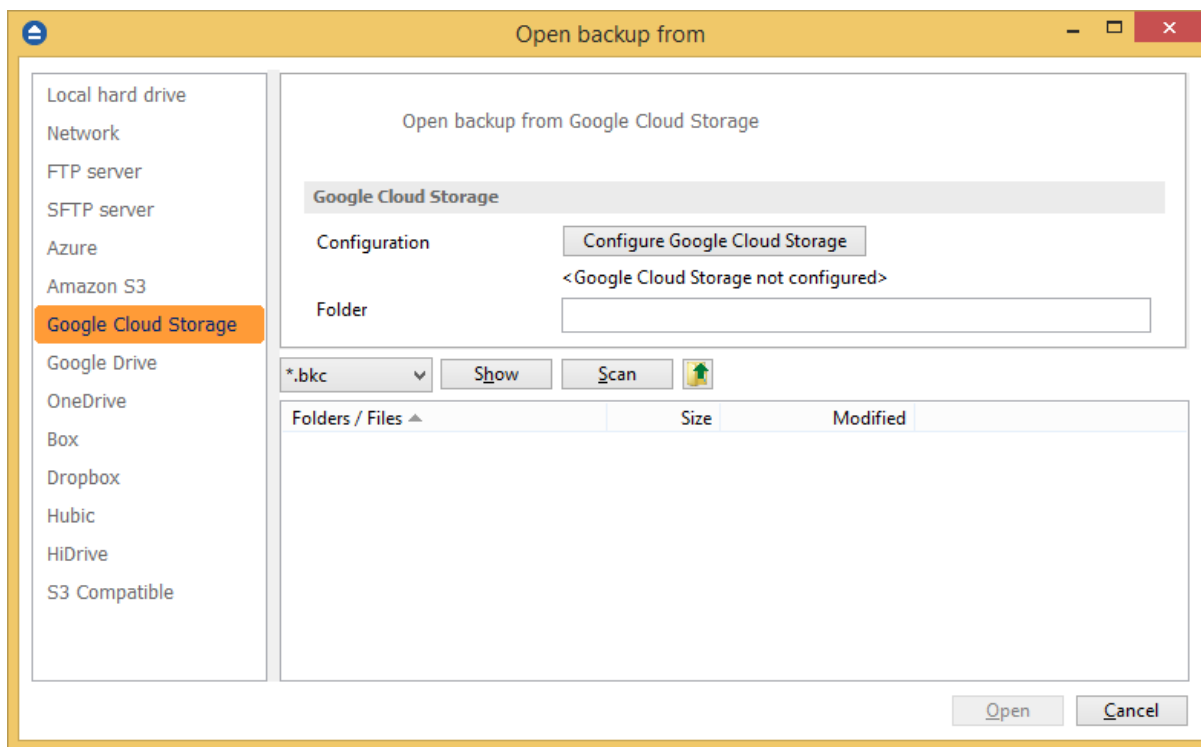 Open backup from
Local hard drive
Network
FTP server
SFTP server
Azure
Amazon S3
Google Cloud Storage
Google Drive
OneDrive
Box
Dropbox
Hubic
HiDrive
S3 Compatible
Open backup from Google Cloud Storage
Google Cloud Storage
Configuration Configure Google Cloud Storage
<Google Cloud Storage not configured>
Folder
*.bkc Show Scan
Folders / Files Size Modified
Open Cancel